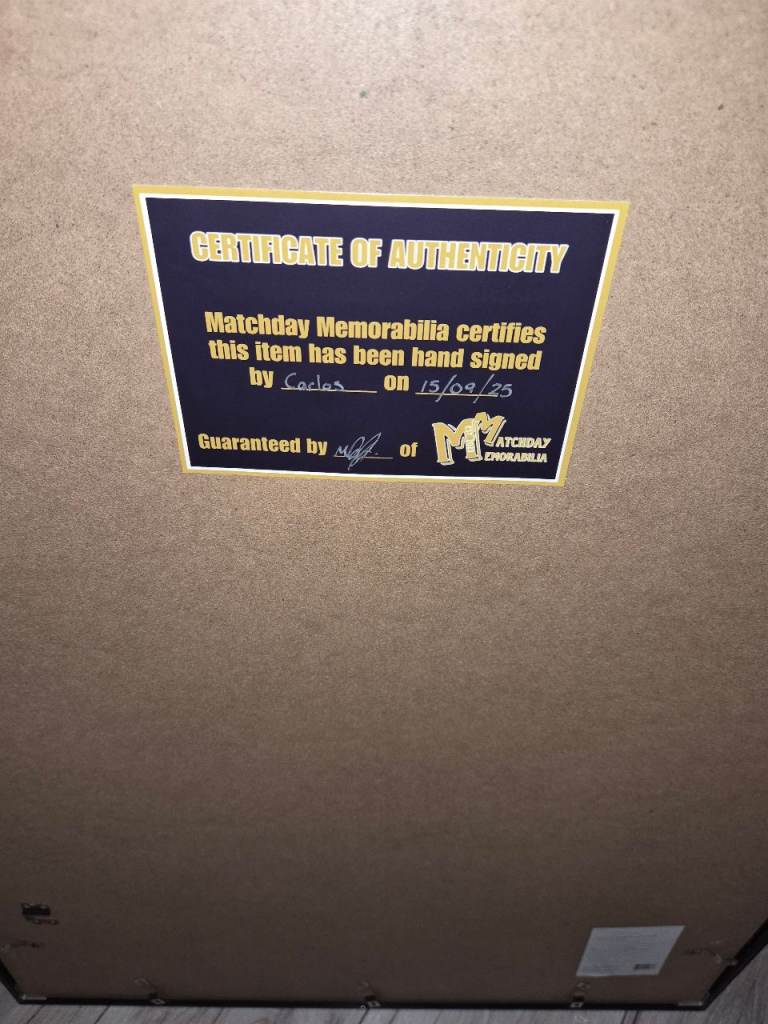 CERTIFICATE OF AUTHENTICITY
Matchday Memorabilia certifies
this item has been hand signed
by Carlos on 15/09/25
Guaranteed by of
MATCHDAY
MEMORABILIA